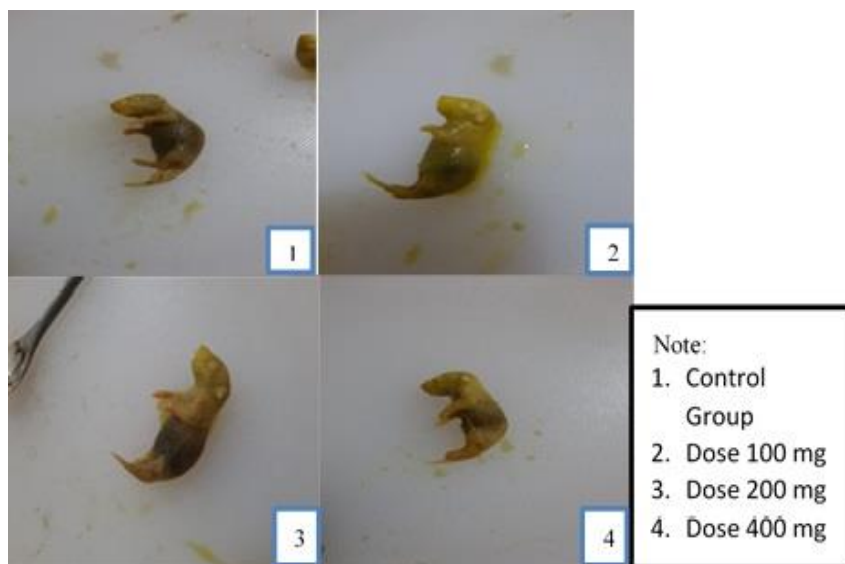 1
2
3
4
Note:
1. Control
Group
2. Dose 100 mg
3. Dose 200 mg
4. Dose 400 mg